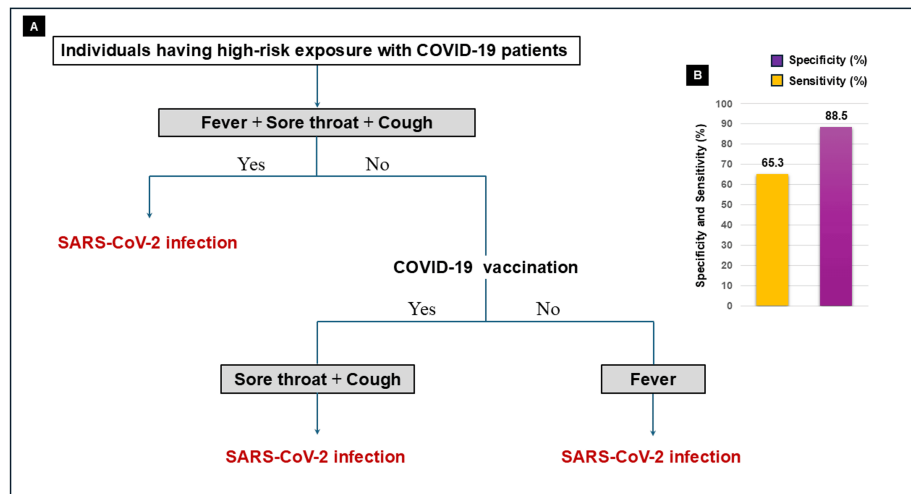 A
Individuals having high-risk exposure with COVID-19 patients
Fever + Sore throat + Cough
Yes
No
SARS-CoV-2 infection
COVID-19 vaccination
Yes
No
Sore throat + Cough
Fever
SARS-CoV-2 infection
SARS-CoV-2 infection
B
Specificity (%)
Sensitivity (%)
Specificity and Sensitivity (%)
100
90
80
70
60
50
40
30
20
10
0
65.3
88.5